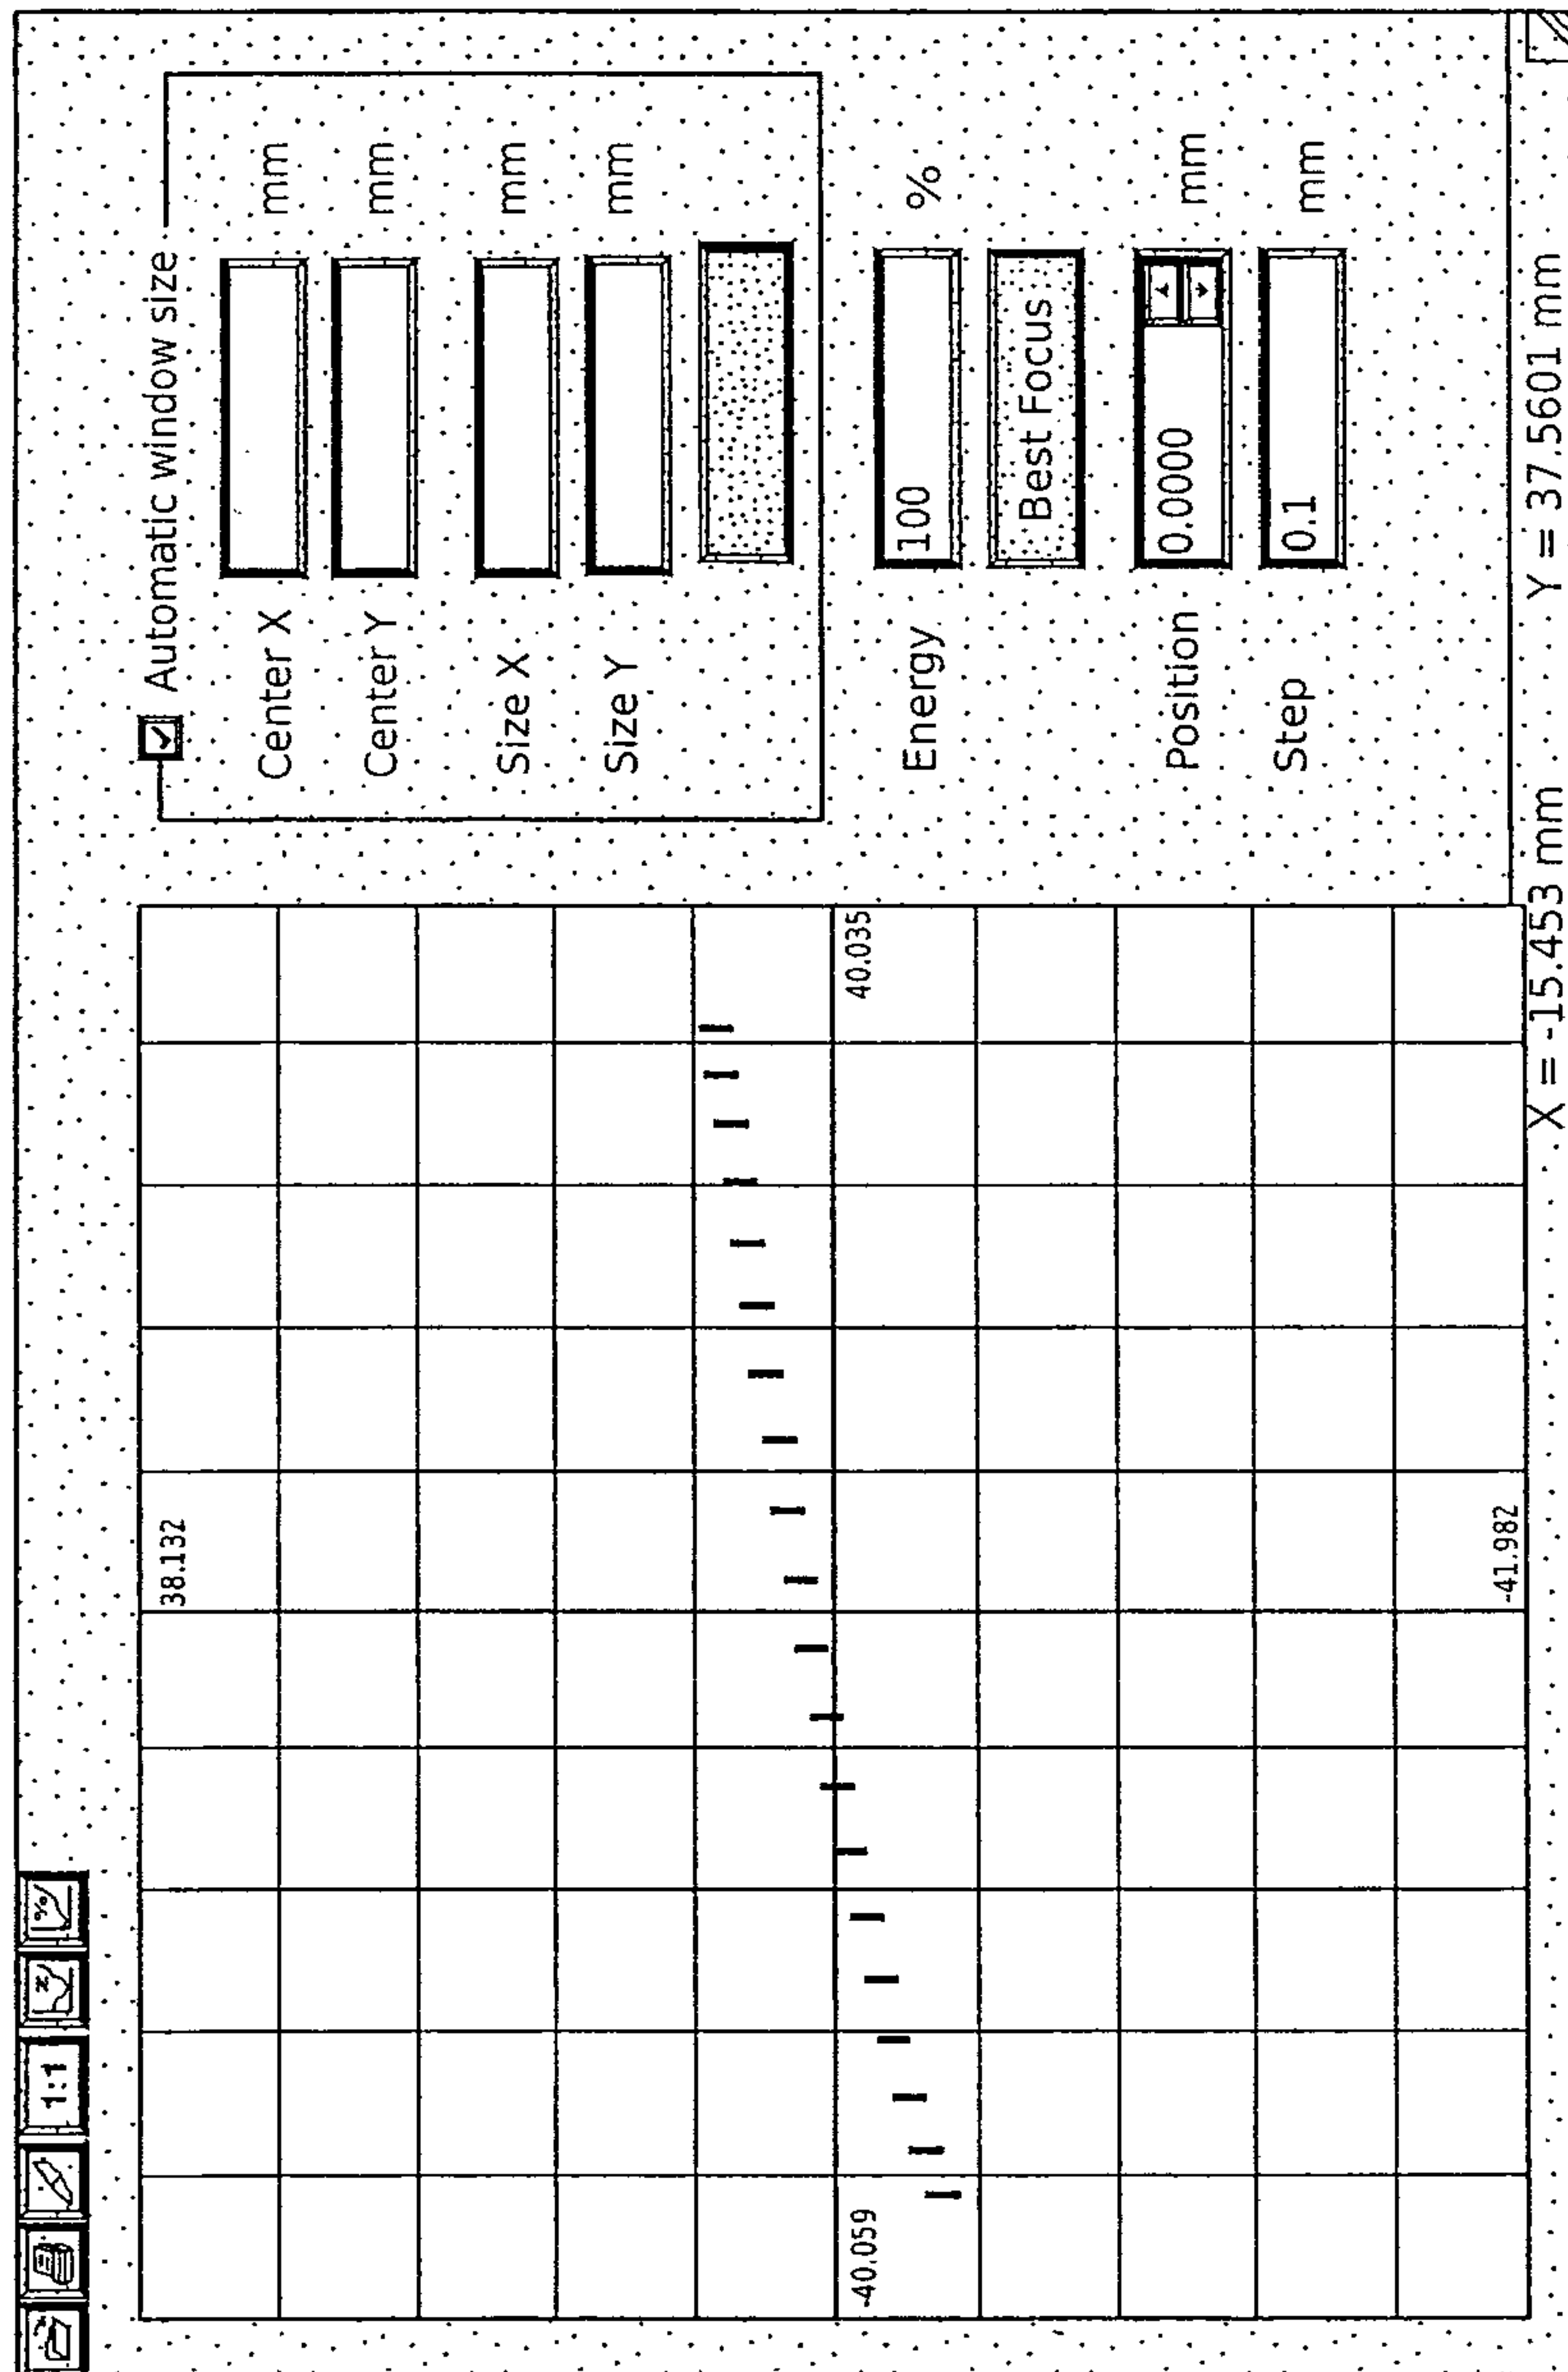 1:1
38.132
-40.059
40.035
-41.982
Automatic window size
Center X mm
Center Y mm
Size X mm
Size Y mm
Energy 100 %
Best Focus
Position 0.0000 mm
Step 0.1 mm
X = -15.453 mm Y = 37.5601 mm